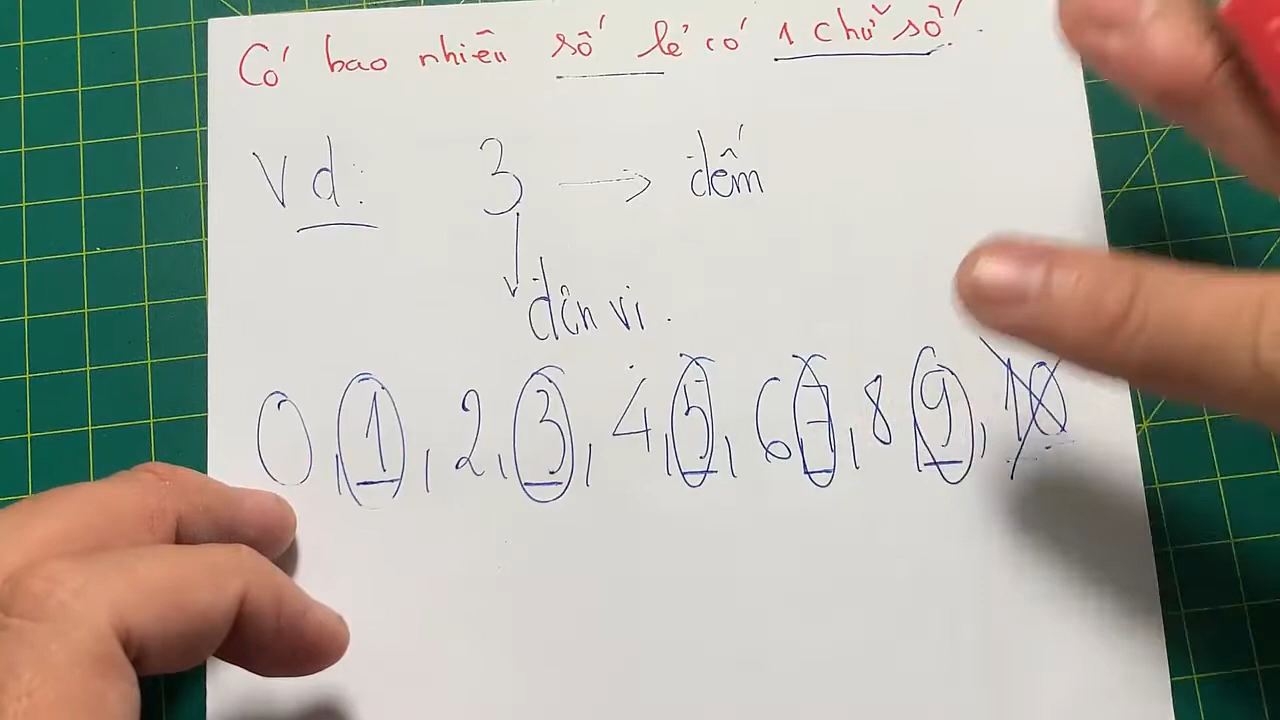 Có bao nhiêu số lẻ có 1 chữ số?
Vd: 3 → đếm
đơn vị.
0, 1, 2, 3, 4, 5, 6 7, 8 9, 10